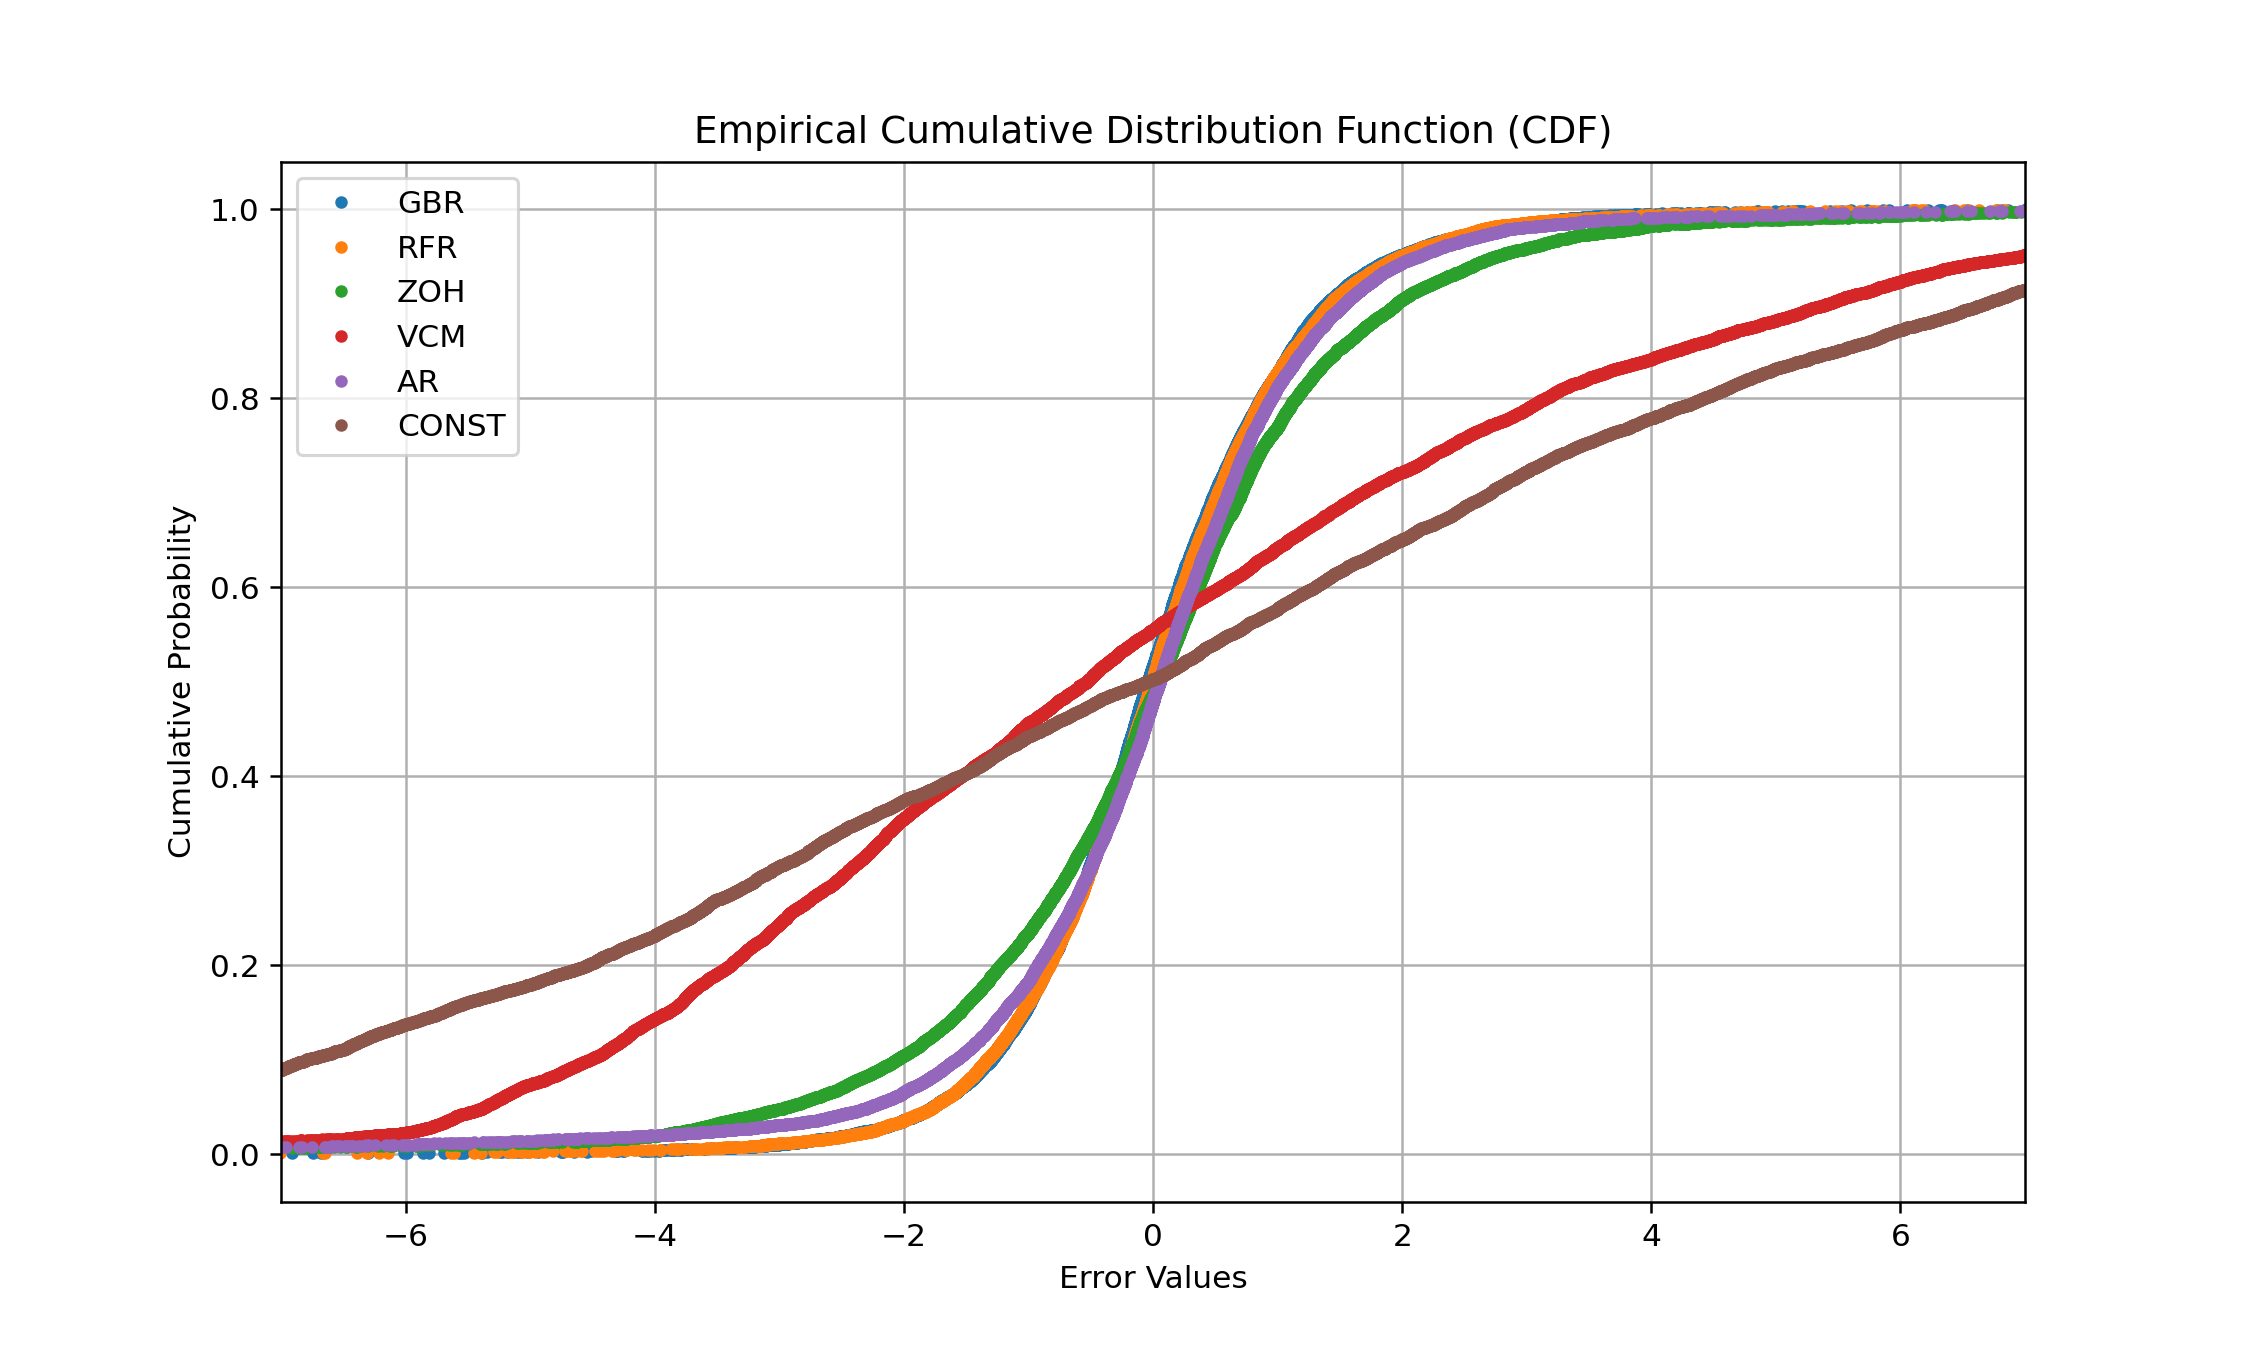 Empirical Cumulative Distribution Function (CDF)
GBR
RFR
ZOH
VCM
AR
CONST
Cumulative Probability
1.0
0.8
0.6
0.4
0.2
0.0
−6 −4 −2 0 2 4 6
Error Values